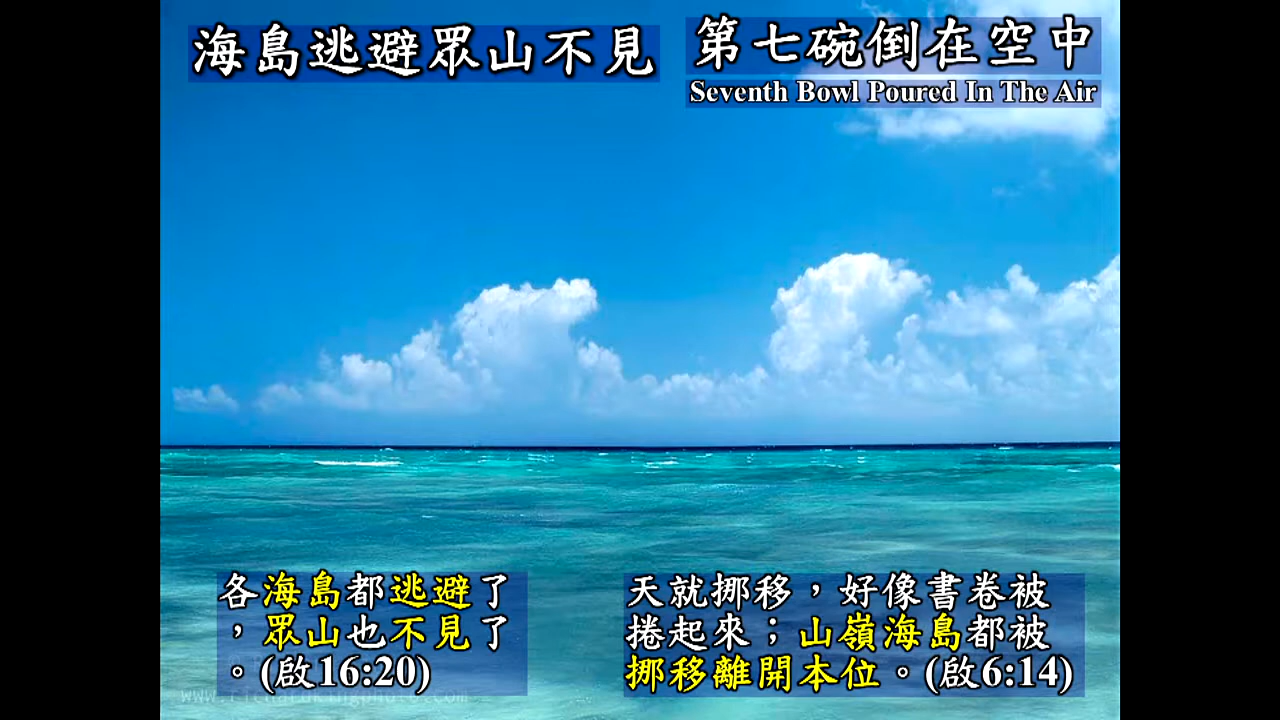 海島逃避眾山不見
第七碗倒在空中
Seventh Bowl Poured In The Air
各海島都逃避了
，眾山也不見了
。(啟16:20)
天就挪移，好像書卷被
捲起來；山嶺海島都被
挪移離開本位。(啟6:14)
www.richardkingphoto.com